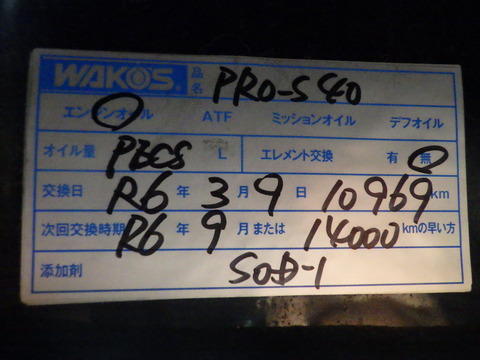 WAKO'S 品名 PRO-S 40
エンジンオイル ATF ミッションオイル デフオイル
オイル量 PECS L エレメント交換 有 無
交換日 R6 年 3 月 9 日 10969 km
次回交換時期 R6 年 9 月または 14000 kmの早い方
添加剤 S.O.D-1